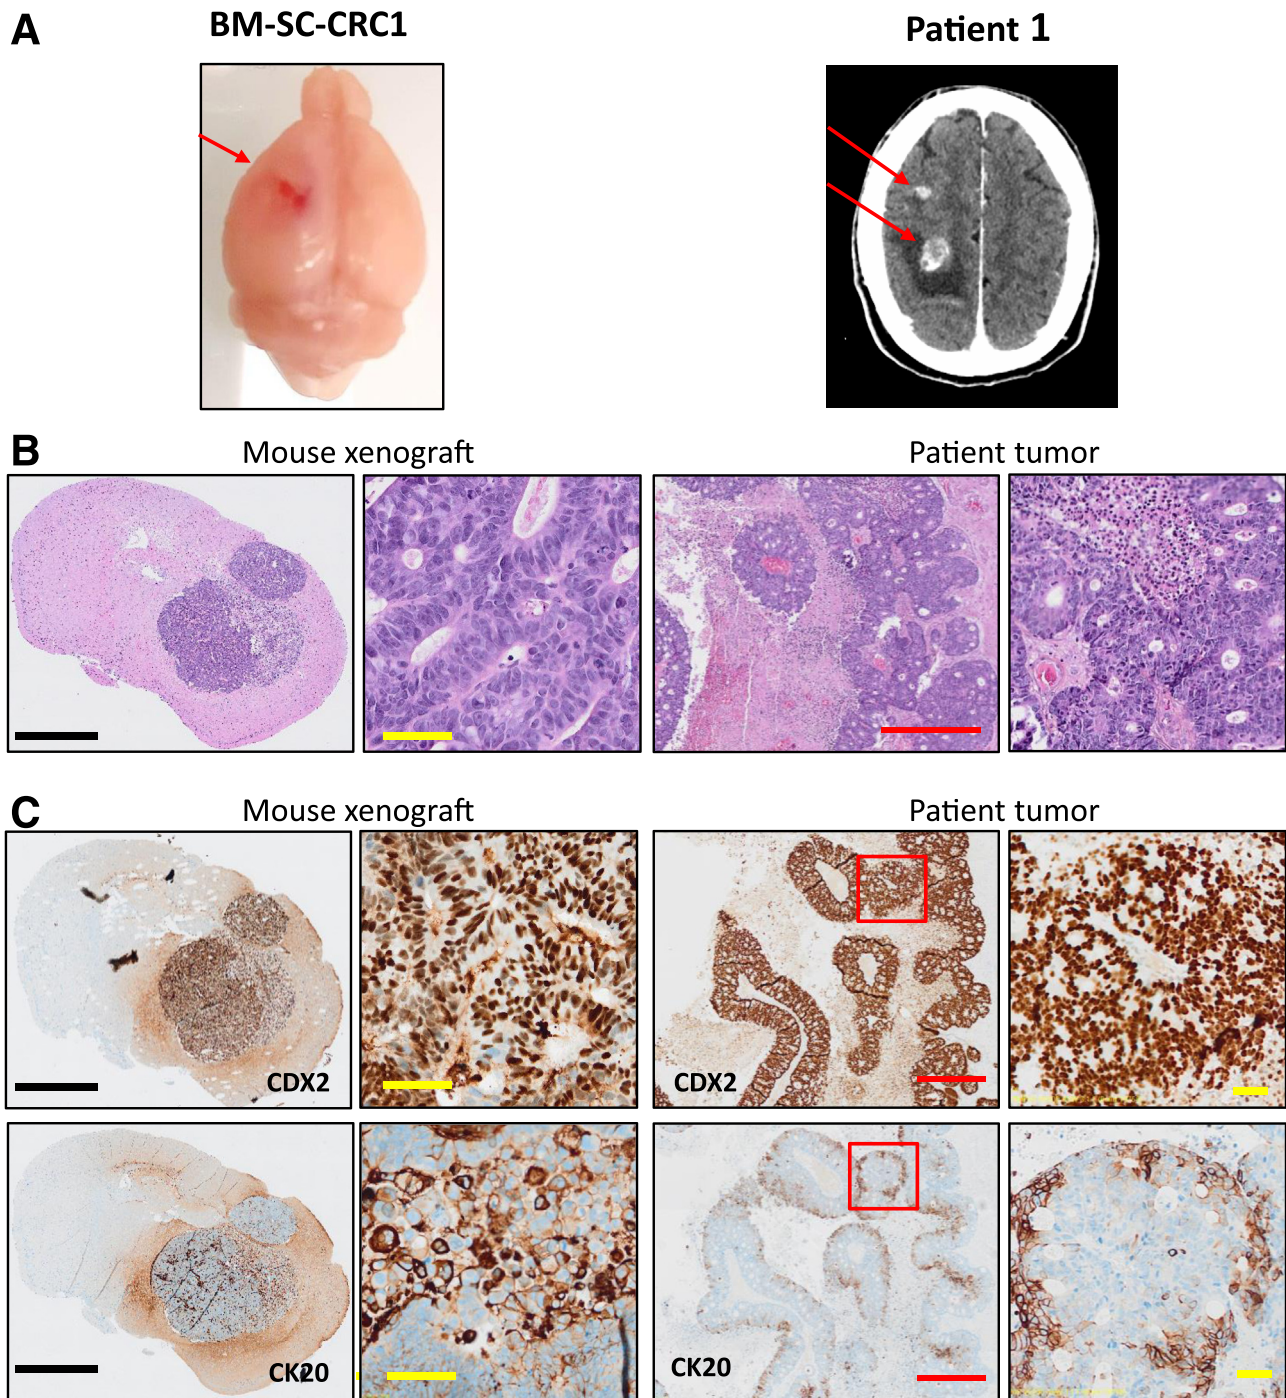 A
BM-SC-CRC1
Patient 1
B
Mouse xenograft
Patient tumor
C
Mouse xenograft
Patient tumor
CDX2
CDX2
CK20
CK20